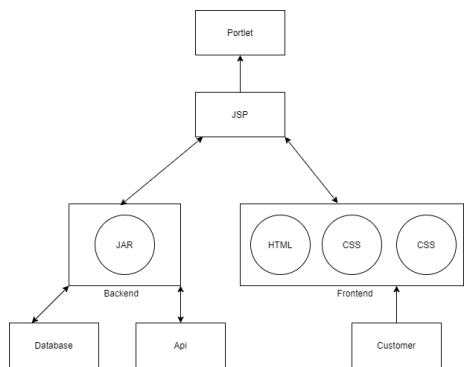 Portlet
JSP
JAR
HTML
CSS
CSS
Backend
Frontend
Database
Api
Customer